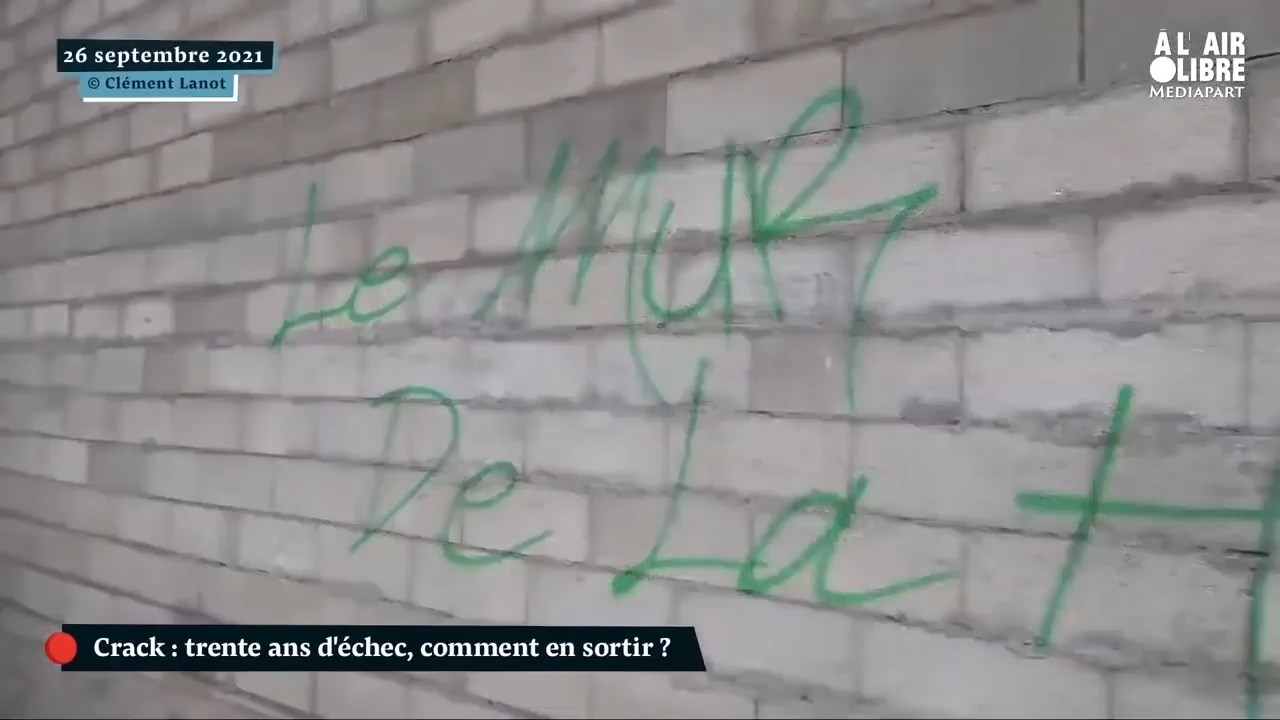 26 septembre 2021
© Clément Lanot
À L'AIR
LIBRE
MEDIAPART
Le MUR
De La H
Crack : trente ans d'échec, comment en sortir ?